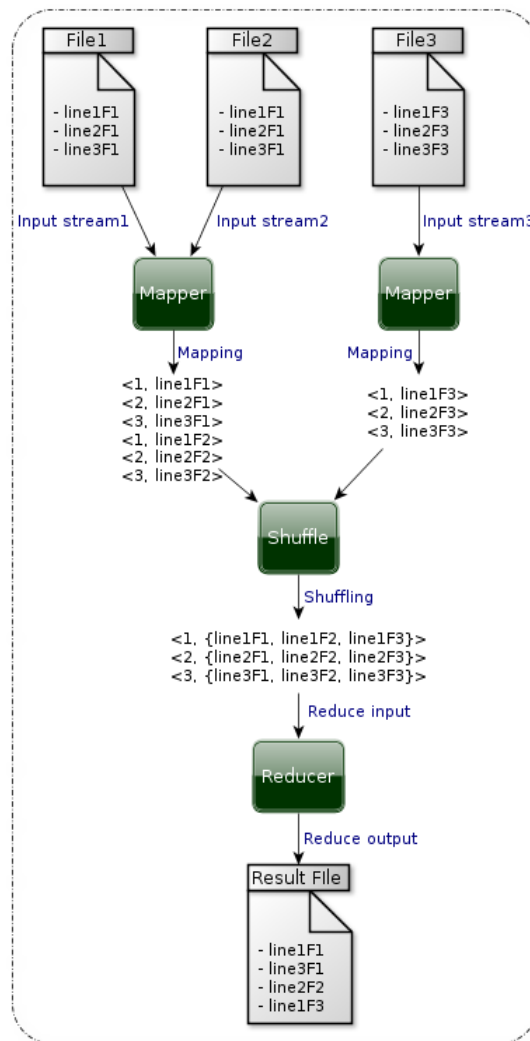 File1
- line1F1
- line2F1
- line3F1
File2
- line1F1
- line2F1
- line3F1
File3
- line1F3
- line2F3
- line3F3
Input stream1
Input stream2
Input stream3
Mapper
Mapper
Mapping
Mapping
<1, line1F1>
<2, line2F1>
<3, line3F1>
<1, line1F2>
<2, line2F2>
<3, line3F2>
<1, line1F3>
<2, line2F3>
<3, line3F3>
Shuffle
Shuffling
<1, {line1F1, line1F2, line1F3}>
<2, {line2F1, line2F2, line2F3}>
<3, {line3F1, line3F2, line3F3}>
Reduce input
Reducer
Reduce output
Result FIle
- line1F1
- line3F1
- line2F2
- line1F3